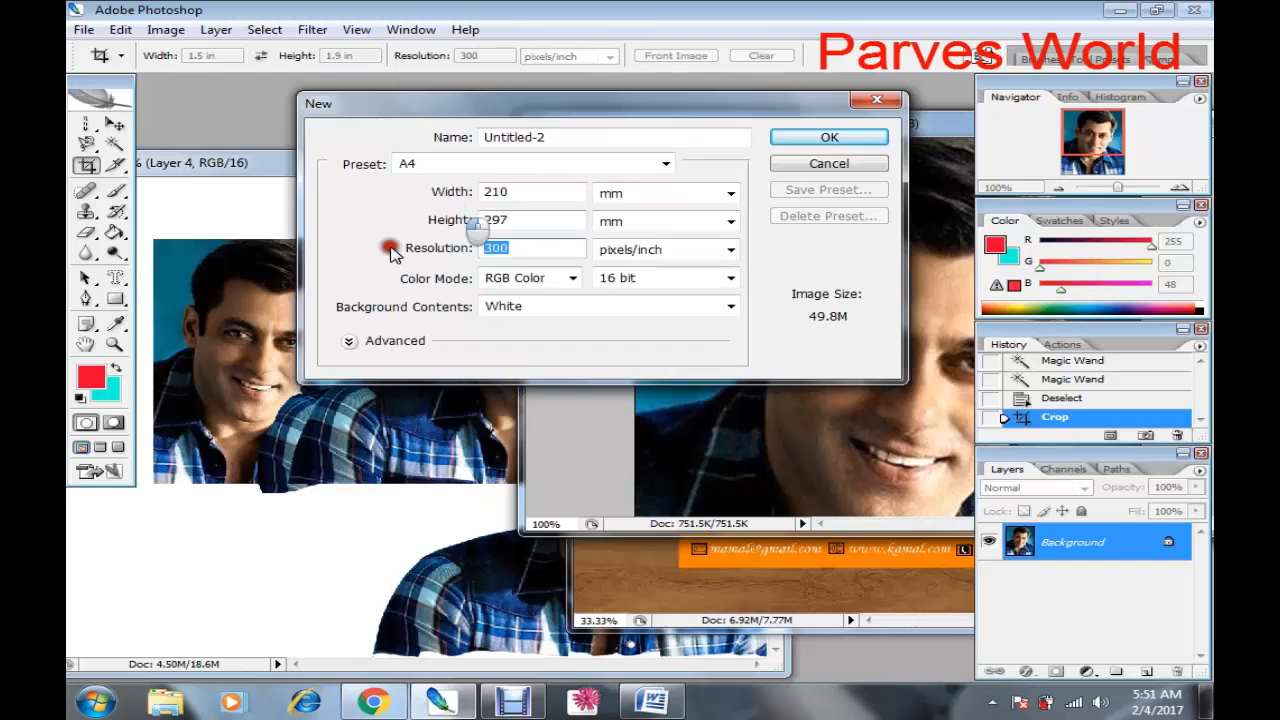 Adobe Photoshop
File Edit Image Layer Select Filter View Window Help
Width: 1.5 in Height: 1.9 in Resolution: 300 pixels/inch Front Image Clear
Parves World
New
Name: Untitled-2
OK
Preset: A4
Cancel
Width: 210 mm
Save Preset...
Height: 297 mm
Delete Preset...
Resolution: 300 pixels/inch
Color Mode: RGB Color 16 bit
Image Size:
49.8M
Background Contents: White
Advanced
% (Layer 4, RGB/16)
Navigator Info Histogram
100%
Color Swatches Styles
R 255
G 0
B 48
History Actions
Magic Wand
Magic Wand
Deselect
Crop
Layers Channels Paths
Normal Opacity: 100%
Lock: Fill: 100%
Background
100% Doc: 751.5K/751.5K
mamal@gmail.com www.kamal.com
33.33% Doc: 6.92M/7.77M
Doc: 4.50M/18.6M
5:51 AM
2/4/2017